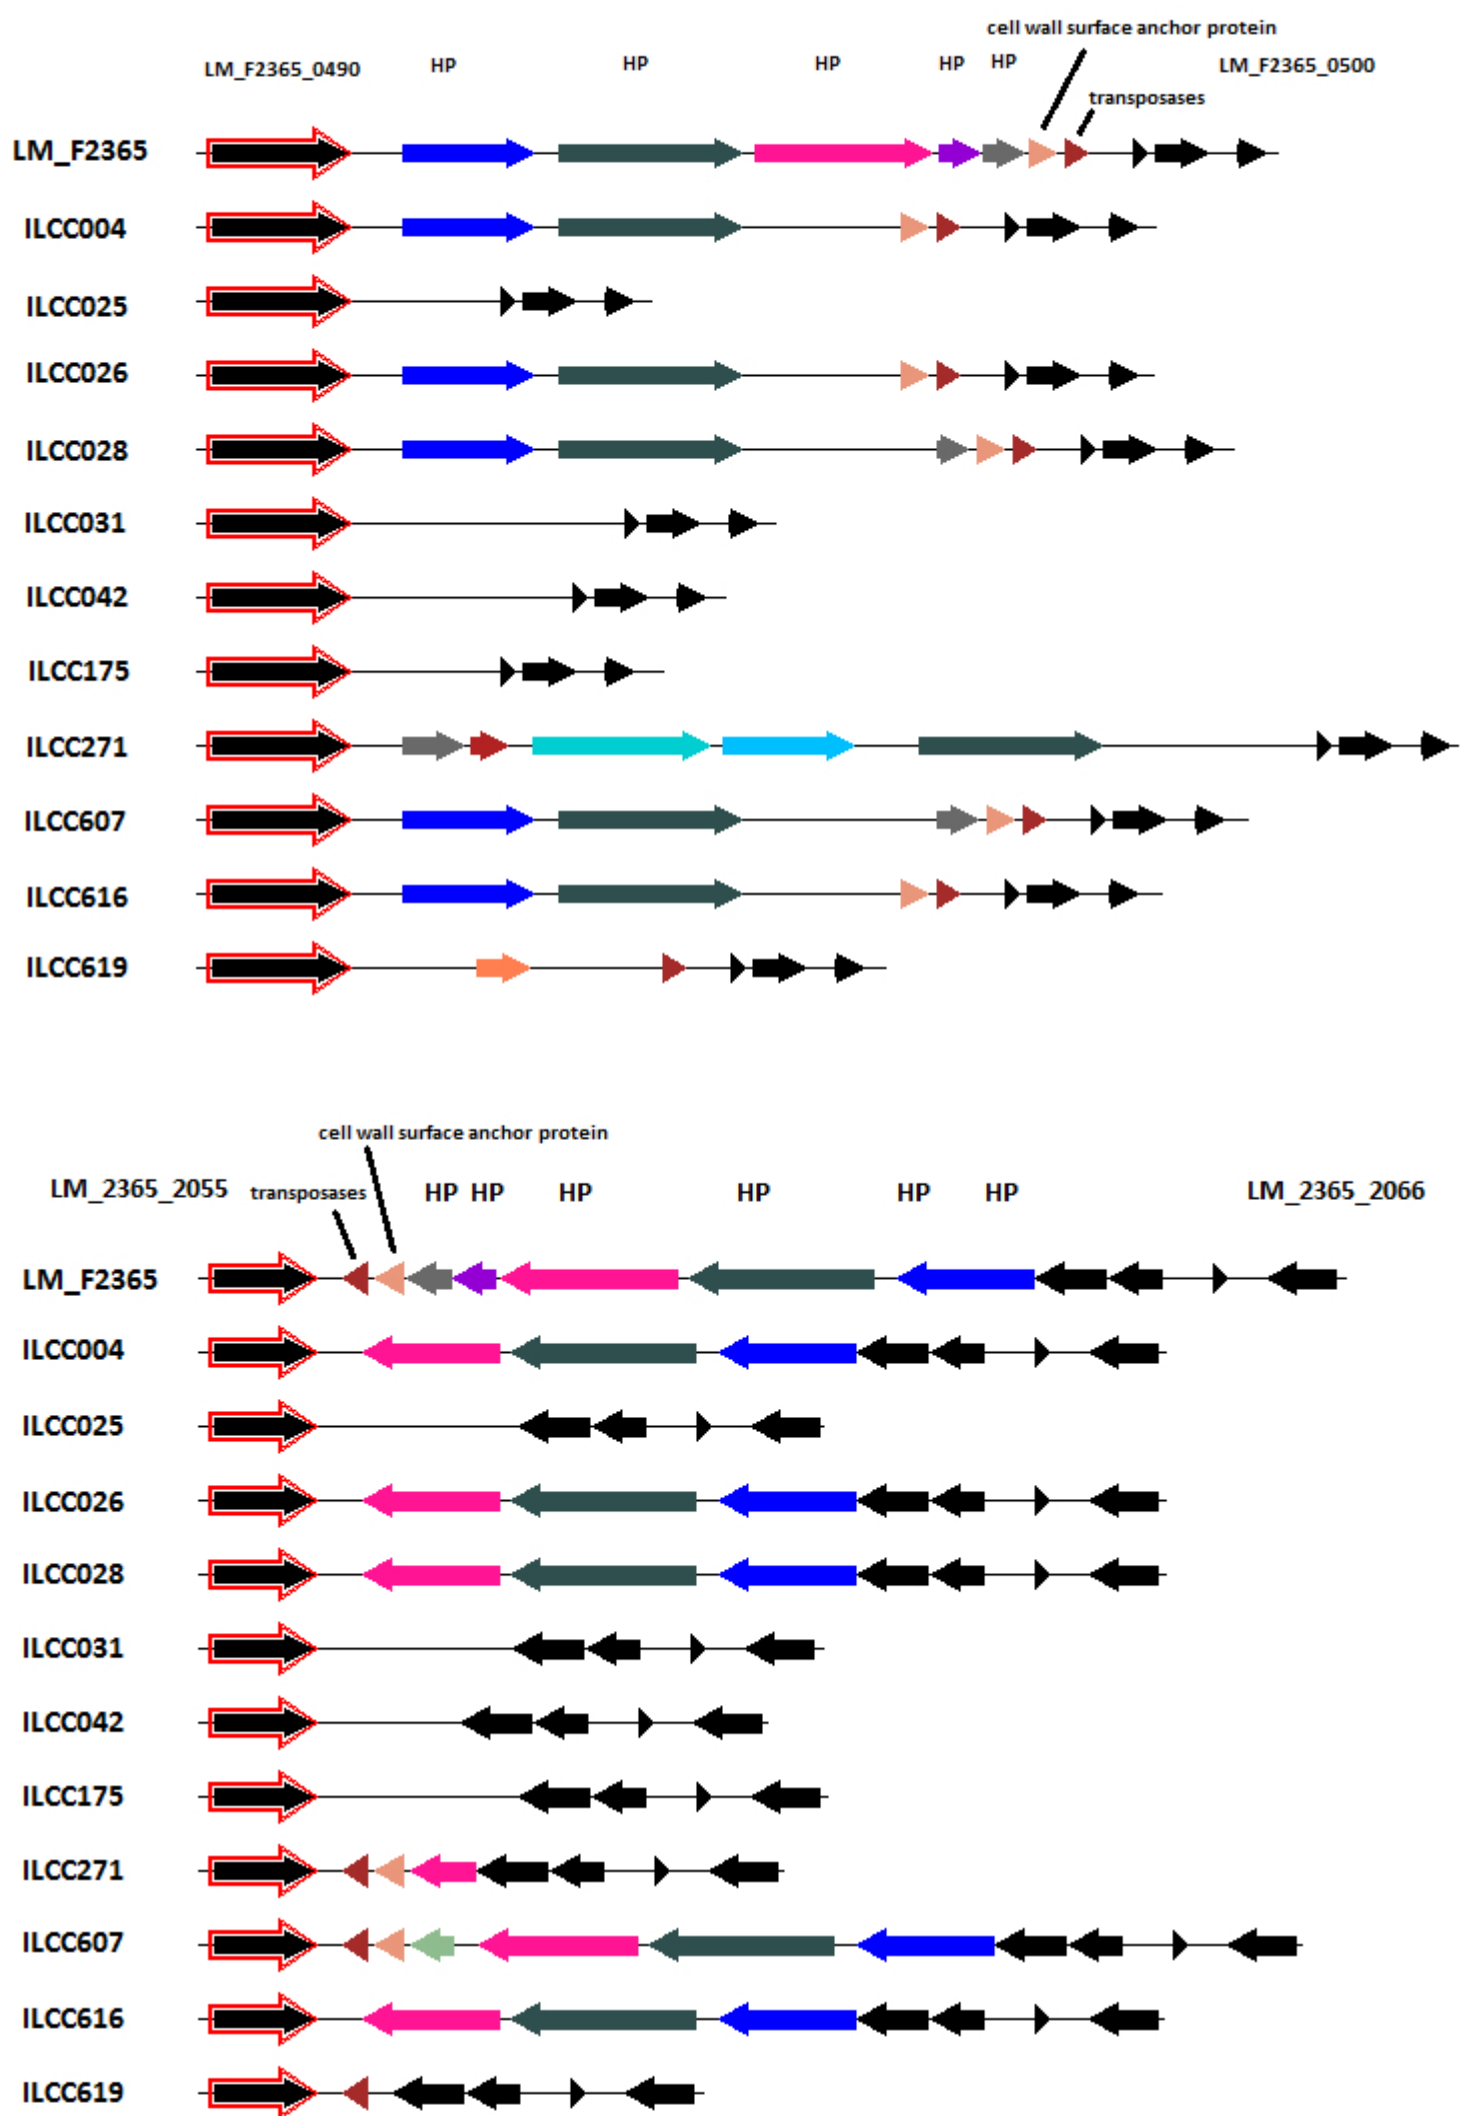 cell wall surface anchor protein
LM_F2365_0490 HP HP HP HP HP LM_F2365_0500
transposases
LM_F2365
ILCC004
ILCC025
ILCC026
ILCC028
ILCC031
ILCC042
ILCC175
ILCC271
ILCC607
ILCC616
ILCC619
cell wall surface anchor protein
LM_2365_2055 transposases HP HP HP HP HP HP LM_2365_2066
LM_F2365
ILCC004
ILCC025
ILCC026
ILCC028
ILCC031
ILCC042
ILCC175
ILCC271
ILCC607
ILCC616
ILCC619